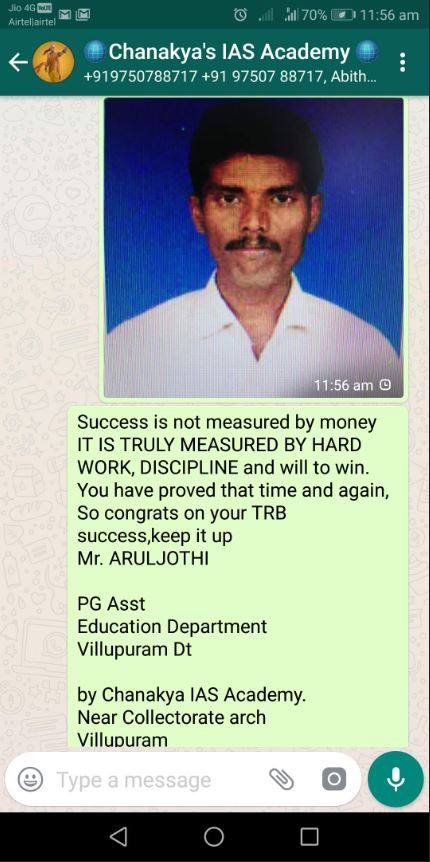 Jio 4G VoLTE
Airtel|airtel
70%
11:56 am
Chanakya's IAS Academy
+919750788717 +91 97507 88717, Abith...
11:56 am
Success is not measured by money
IT IS TRULY MEASURED BY HARD
WORK, DISCIPLINE and will to win.
You have proved that time and again,
So congrats on your TRB
success,keep it up
Mr. ARULJOTHI
PG Asst
Education Department
Villupuram Dt
by Chanakya IAS Academy.
Near Collectorate arch
Villupuram
Type a message